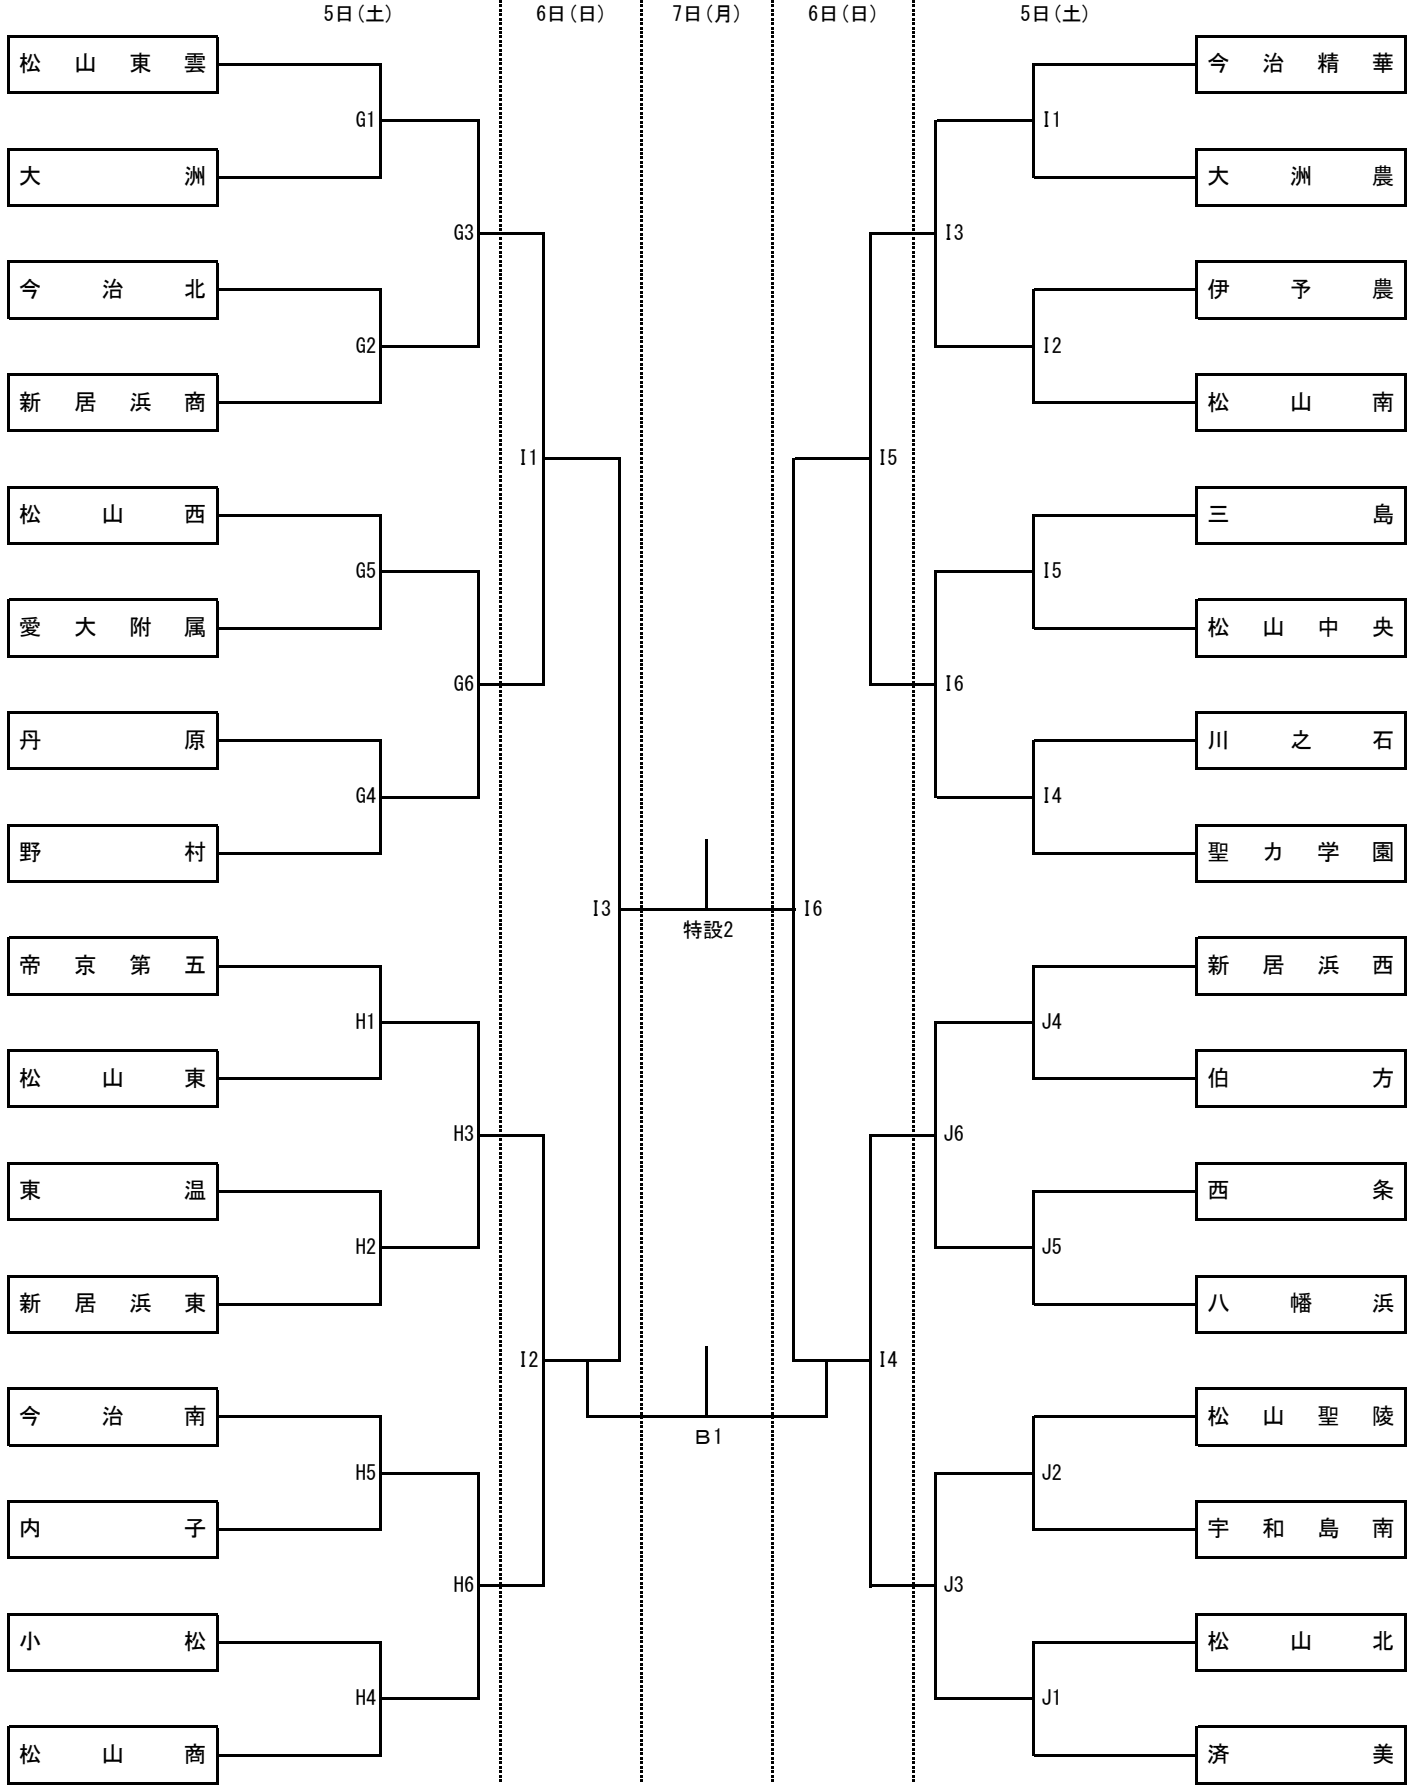 5日(土) 6日(日) 7日(月) 6日(日) 5日(土)
松山東雲 今治精華
G1 I1
大洲 大洲農
G3 I3
今治北 伊予農
G2 I2
新居浜商 松山南
I1 I5
松山西 三島
G5 I5
愛大附属 松山中央
G6 I6
丹原 川之石
G4 I4
野村 聖カ学園
I3 I6
特設2
帝京第五 新居浜西
H1 J4
松山東 伯方
H3 J6
東温 西条
H2 J5
新居浜東 八幡浜
I2 I4
今治南 松山聖陵
B1
H5 J2
内子 宇和島南
H6 J3
小松 松山北
H4 J1
松山商 済美